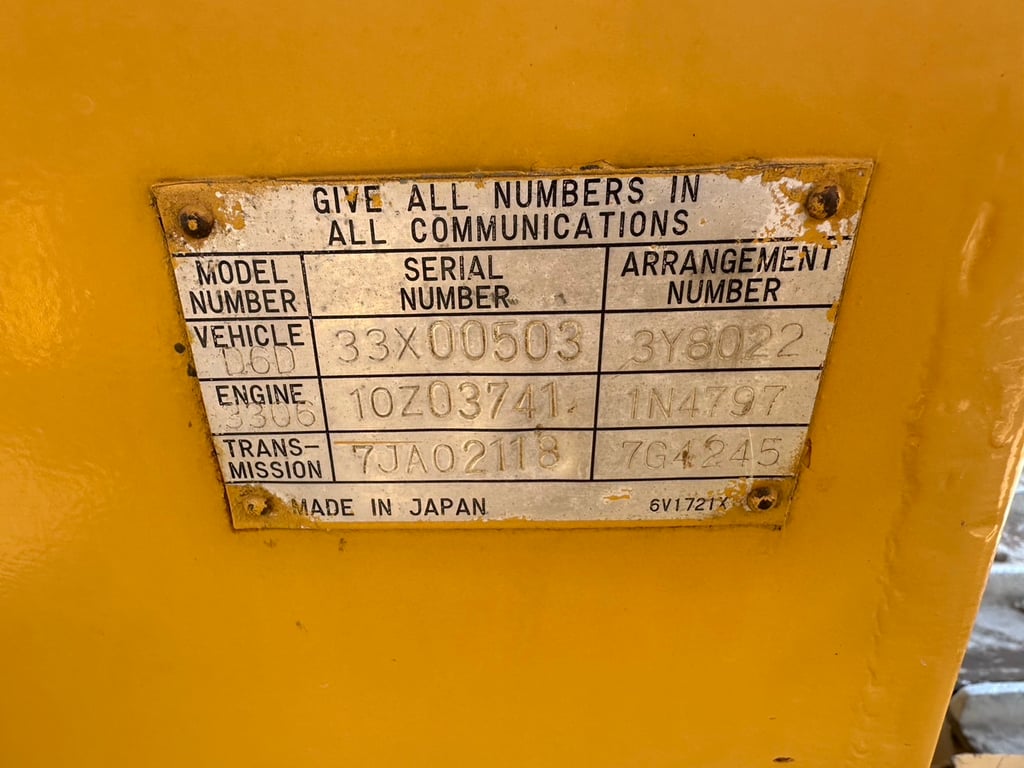 GIVE ALL NUMBERS IN
ALL COMMUNICATIONS
MODEL NUMBER SERIAL NUMBER ARRANGEMENT NUMBER
VEHICLE D6D 33X00503 3Y8022
ENGINE 3306 10Z03741 1N4797
TRANS-MISSION 7JA02118 7G4245
MADE IN JAPAN 6V1721X